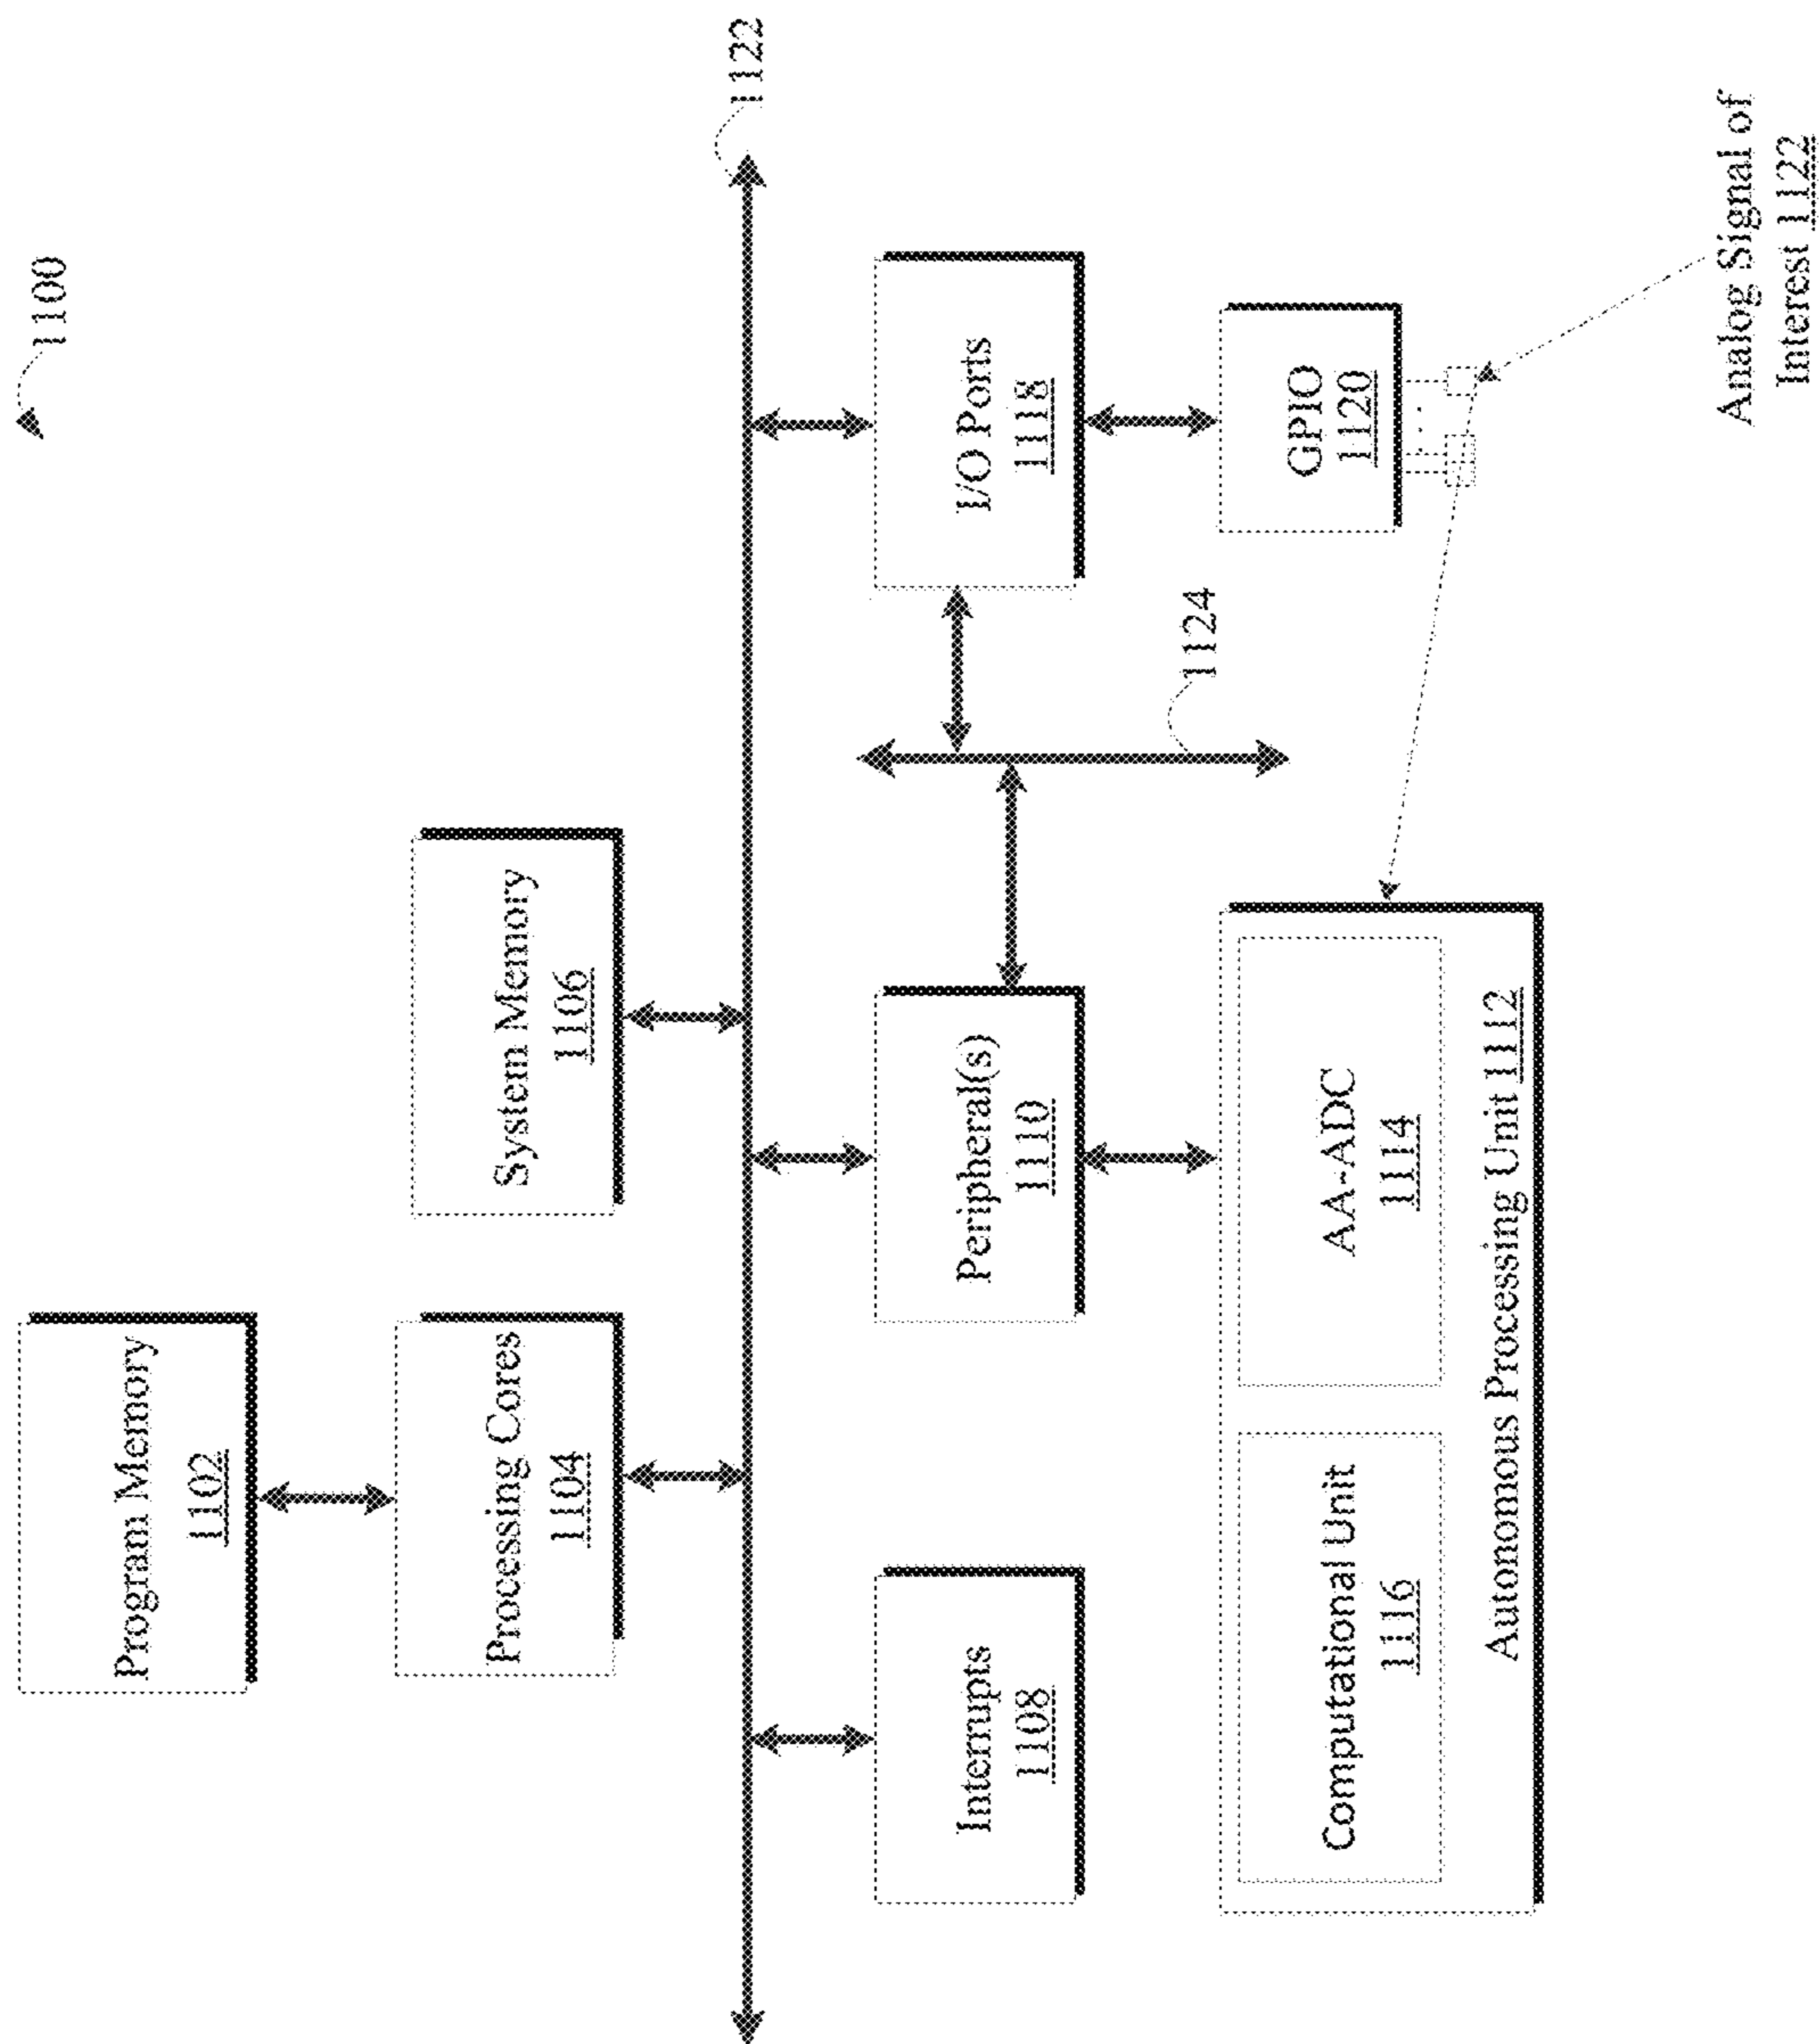 1100
Program Memory
1102
Processing Cores
1104
System Memory
1106
1122
Interrupts
1108
Peripheral(s)
1110
I/O Ports
1118
1124
Computational Unit
1116
AA-ADC
1114
Autonomous Processing Unit 1112
GPIO
1120
Analog Signal of
Interest 1122